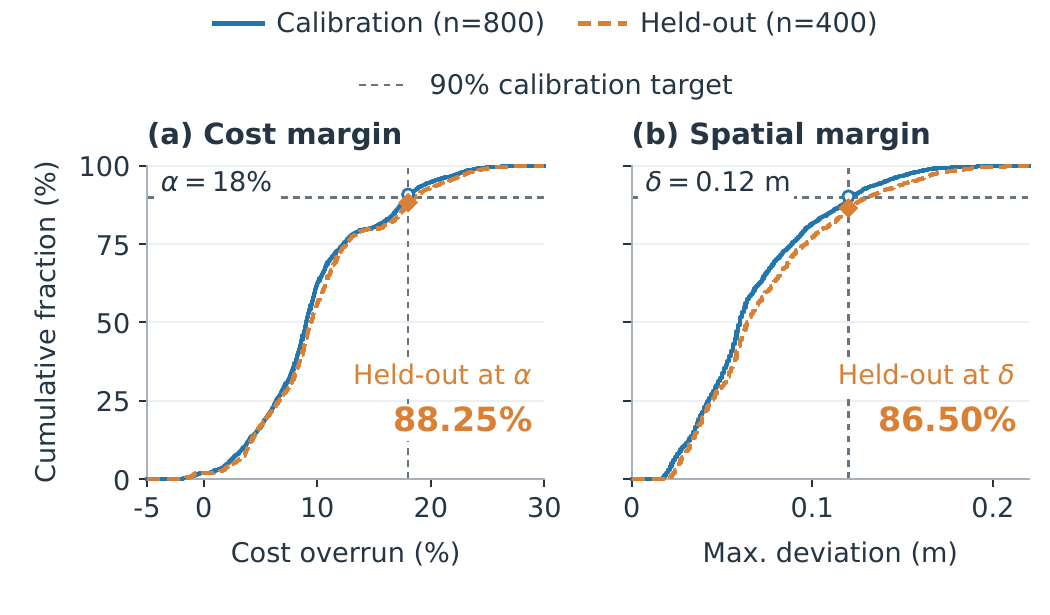 Calibration (n=800)
Held-out (n=400)
90% calibration target
(a) Cost margin
(b) Spatial margin
Cumulative fraction (%)
100
75
50
25
0
α = 18%
Held-out at α
88.25%
-5
0
10
20
30
Cost overrun (%)
δ = 0.12 m
Held-out at δ
86.50%
0
0.1
0.2
Max. deviation (m)